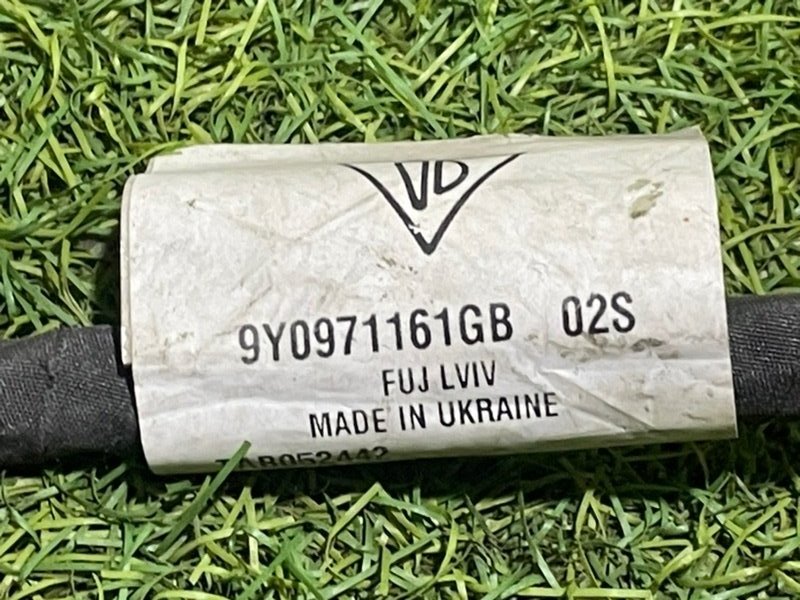 VD
9Y0971161GB 02S
FUJ LVIV
MADE IN UKRAINE